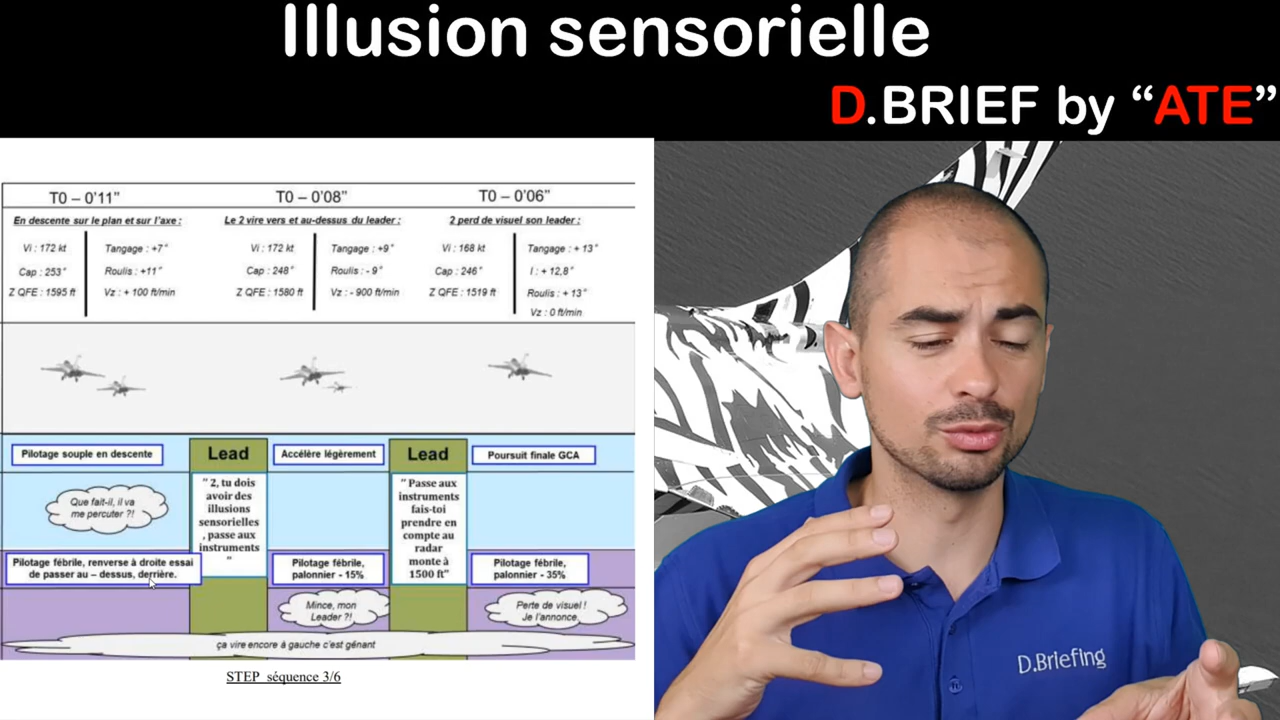 Illusion sensorielle
D.BRIEF by “ATE”
T0 – 0'11"
T0 – 0'08"
T0 – 0'06"
En descente sur le plan et sur l'axe :
Le 2 vire vers et au-dessus du leader :
2 perd de visuel son leader :
Vi : 172 kt
Tangage : +7°
Cap : 253°
Roulis : +11°
Z QFE : 1595 ft
Vz : + 100 ft/min
Vi : 172 kt
Tangage : +9°
Cap : 248°
Roulis : - 9°
Z QFE : 1580 ft
Vz : - 900 ft/min
Vi : 168 kt
Tangage : + 13°
Cap : 246°
I : + 12,8°
Z QFE : 1519 ft
Roulis : + 13°
Vz : 0 ft/min
Pilotage souple en descente
Lead
Accélère légèrement
Lead
Poursuit finale GCA
Que fait-il, il va
me percuter ?!
" 2, tu dois
avoir des
illusions
sensorielles
, passe aux
instruments
"
" Passe aux
instruments
fais-toi
prendre en
compte au
radar
monte à
1500 ft"
Pilotage fébrile, renverse à droite essai
de passer au – dessus, derrière.
Pilotage fébrile,
palonnier - 15%
Pilotage fébrile,
palonnier - 35%
Mince, mon
Leader ?!
Perte de visuel !
Je l'annonce.
ça vire encore à gauche c'est gênant
STEP séquence 3/6
D.Briefing